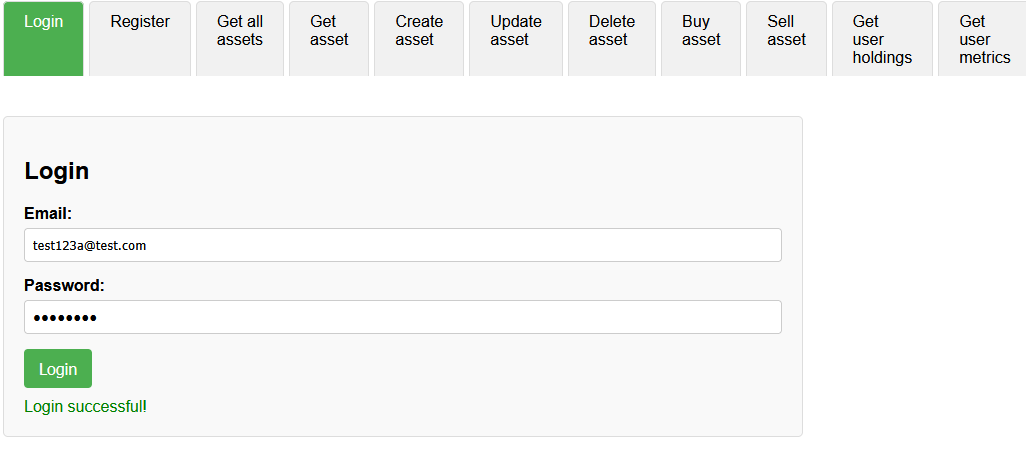 Login
Register
Get all
assets
Get
asset
Create
asset
Update
asset
Delete
asset
Buy
asset
Sell
asset
Get
user
holdings
Get
user
metrics
Login
Email:
test123a@test.com
Password:
••••••••
Login
Login successful!